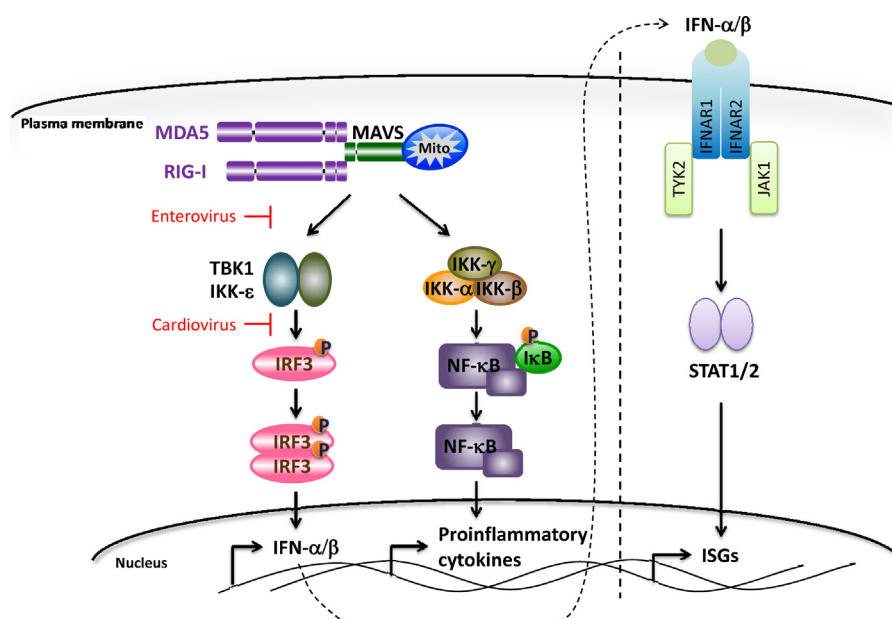 IFN-α/β
Plasma membrane
MDA5
MAVS
Mito
RIG-I
IFNAR1
IFNAR2
TYK2
JAK1
Enterovirus
TBK1
IKK-ε
IKK-γ
IKK-α
IKK-β
Cardiovirus
P
IRF3
P
IκB
NF-κB
STAT1/2
P
IRF3
P
IRF3
NF-κB
Nucleus
IFN-α/β
Proinflammatory
cytokines
ISGs